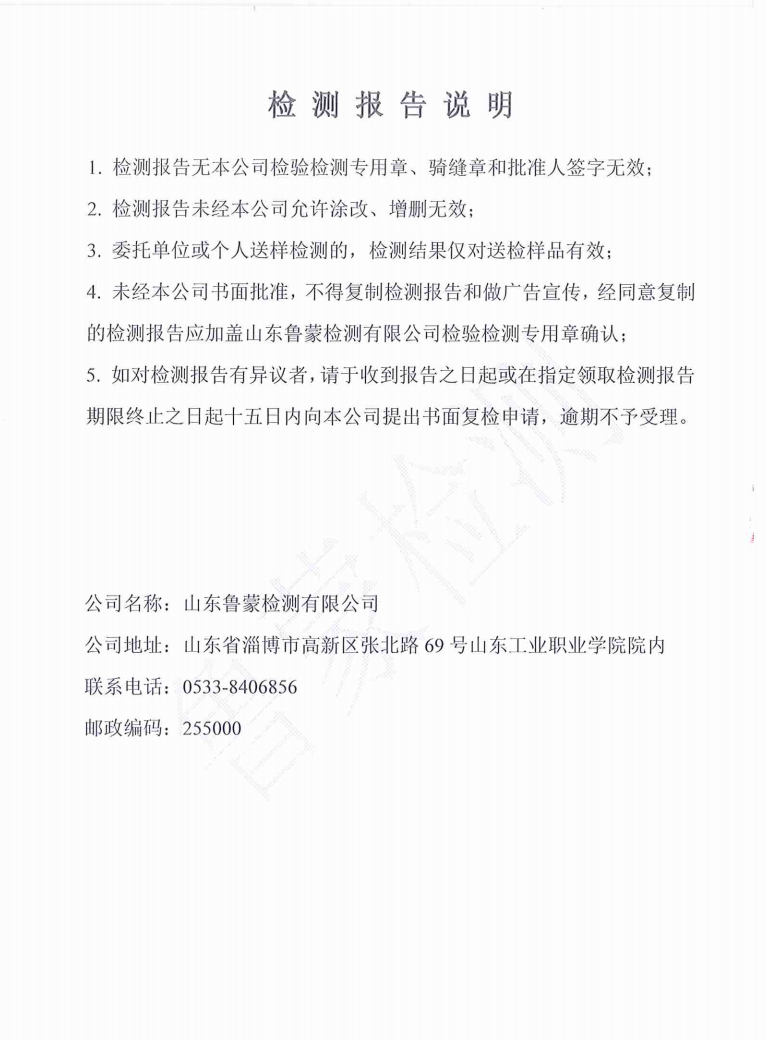 检测报告说明
1. 检测报告无本公司检验检测专用章、骑缝章和批准人签字无效；
2. 检测报告未经本公司允许涂改、增删无效；
3. 委托单位或个人送样检测的，检测结果仅对送检样品有效；
4. 未经本公司书面批准，不得复制检测报告和做广告宣传，经同意复制
的检测报告应加盖山东鲁蒙检测有限公司检验检测专用章确认；
5. 如对检测报告有异议者，请于收到报告之日起或在指定领取检测报告
期限终止之日起十五日内向本公司提出书面复检申请，逾期不予受理。
鲁蒙检测
公司名称：山东鲁蒙检测有限公司
公司地址：山东省淄博市高新区张北路 69 号山东工业职业学院院内
联系电话：0533-8406856
邮政编码：255000